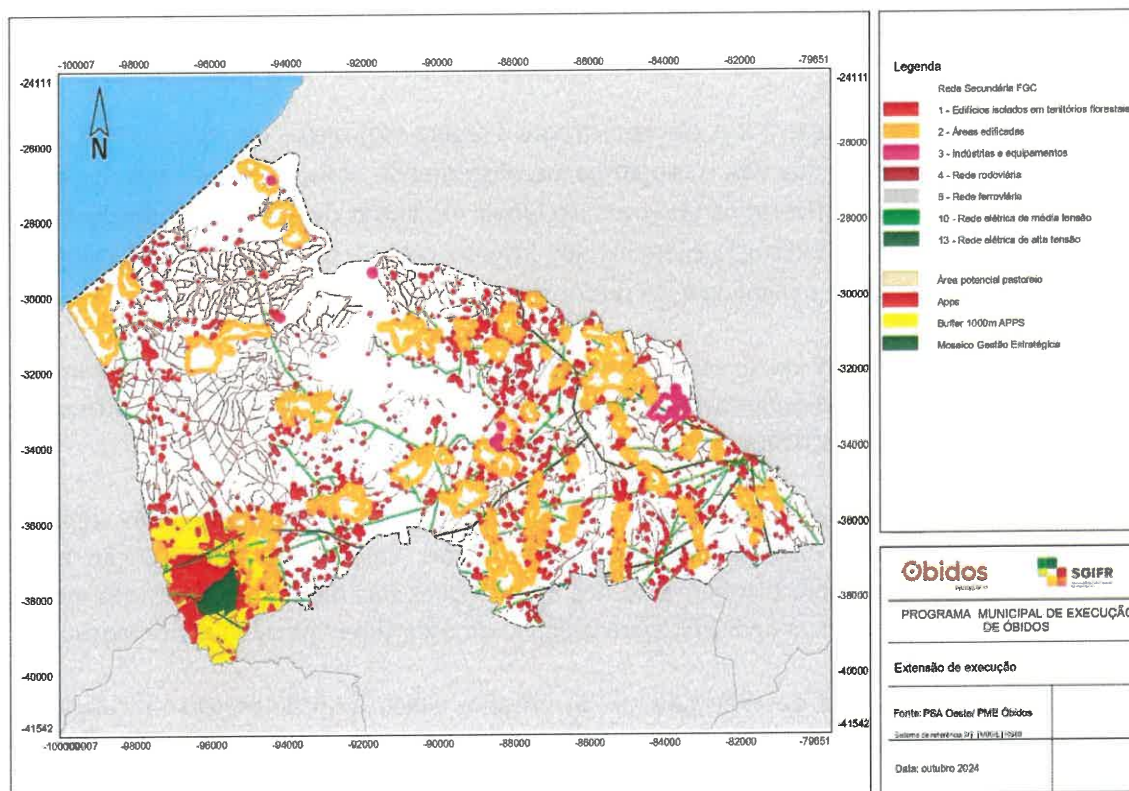 -100007 -98000 -96000 -94000 -92000 -90000 -88000 -86000 -84000 -82000 -79651
-24111 -24111
-26000 -26000
-28000 -28000
-30000 -30000
-32000 -32000
-34000 -34000
-36000 -36000
-38000 -38000
-40000 -40000
-41542 -41542
-98000 -96000 -94000 -92000 -90000 -88000 -86000 -84000 -82000 -79651
N
Legenda
Rede Secundária FGC
1 - Edifícios isolados em territórios florestais
2 - Áreas edificadas
3 - Indústrias e equipamentos
4 - Rede rodoviária
5 - Rede ferroviária
10 - Rede elétrica de média tensão
13 - Rede elétrica de alta tensão
Área potencial pastoreio
Apps
Buffer 1000m APPS
Mosaico Gestão Estratégica
Óbidos
SGIFR
PROGRAMA MUNICIPAL DE EXECUÇÃO
DE ÓBIDOS
Extensão de execução
Fonte: PSA Oeste/ PME Óbidos
Sistema de referência
Data: outubro 2024